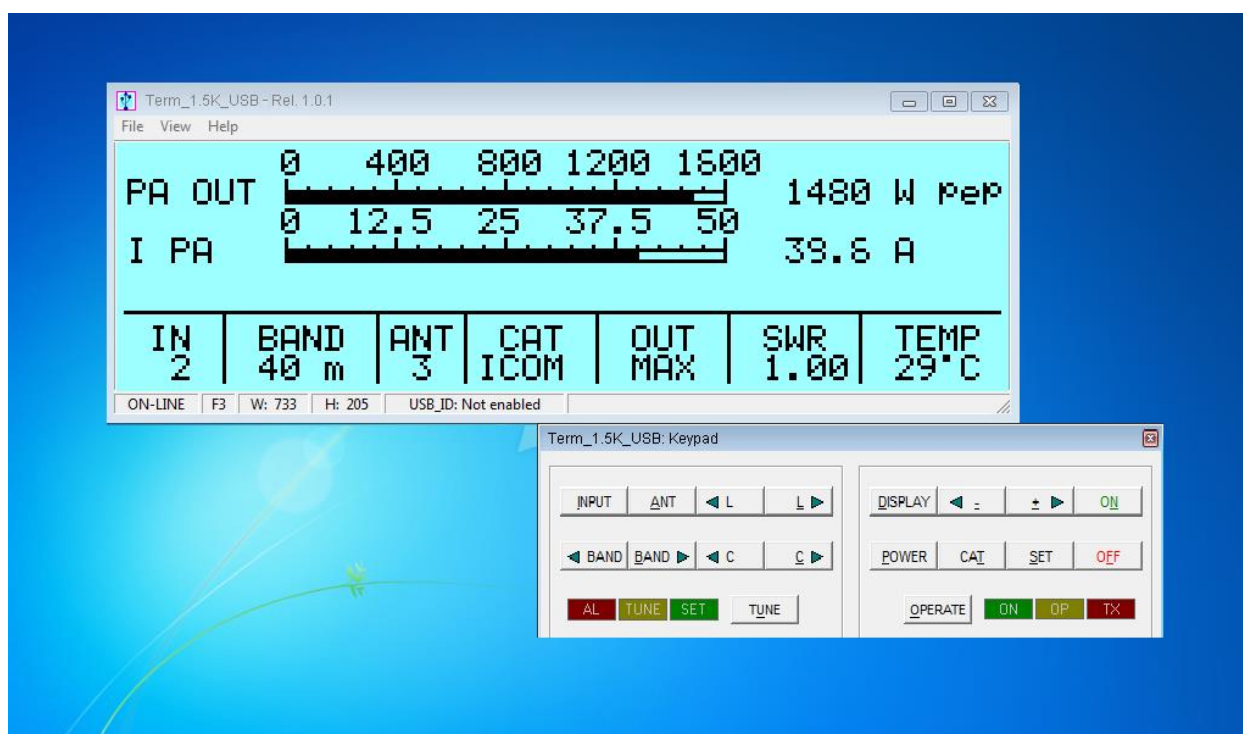 Term_1.5K_USB - Rel. 1.0.1
File View Help
0 400 800 1200 1600
PA OUT 1480 W pep
0 12.5 25 37.5 50
I PA 39.6 A
IN BAND ANT CAT OUT SWR TEMP
2 40 m 3 ICOM MAX 1.00 29°C
ON-LINE F3 W: 733 H: 205 USB_ID: Not enabled
Term_1.5K_USB: Keypad
INPUT ANT ◄ L L ► DISPLAY ◄ - ± ► ON
◄ BAND BAND ► ◄ C C ► POWER CAT SET OFF
AL TUNE SET TUNE OPERATE ON OP TX